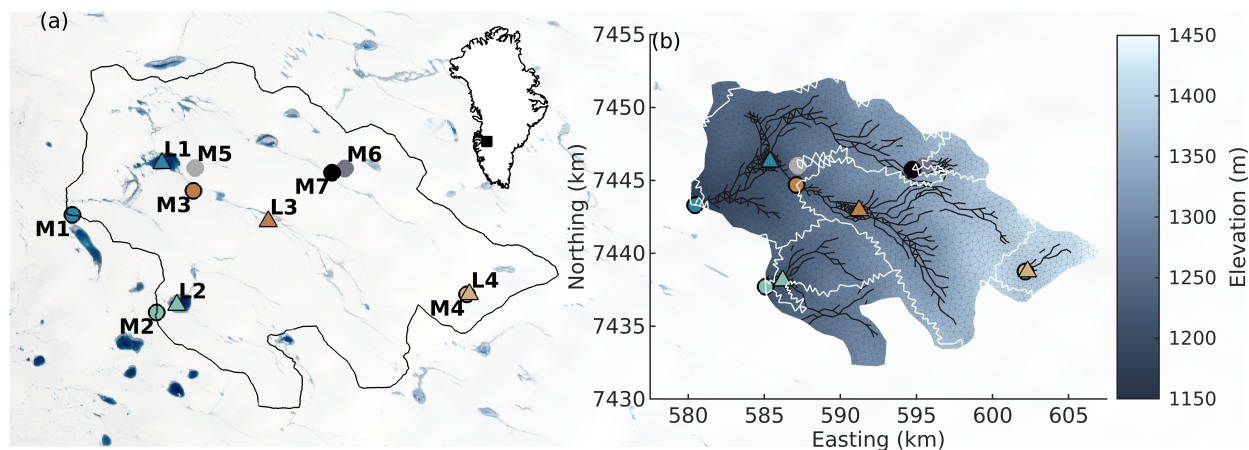 (a)
L1
M5
M6
M7
M3
L3
M1
L2
L4
M4
M2
(b)
7455
7450
7445
7440
7435
7430
Northing (km)
580
585
590
595
600
605
Easting (km)
1450
1400
1350
1300
1250
1200
1150
Elevation (m)